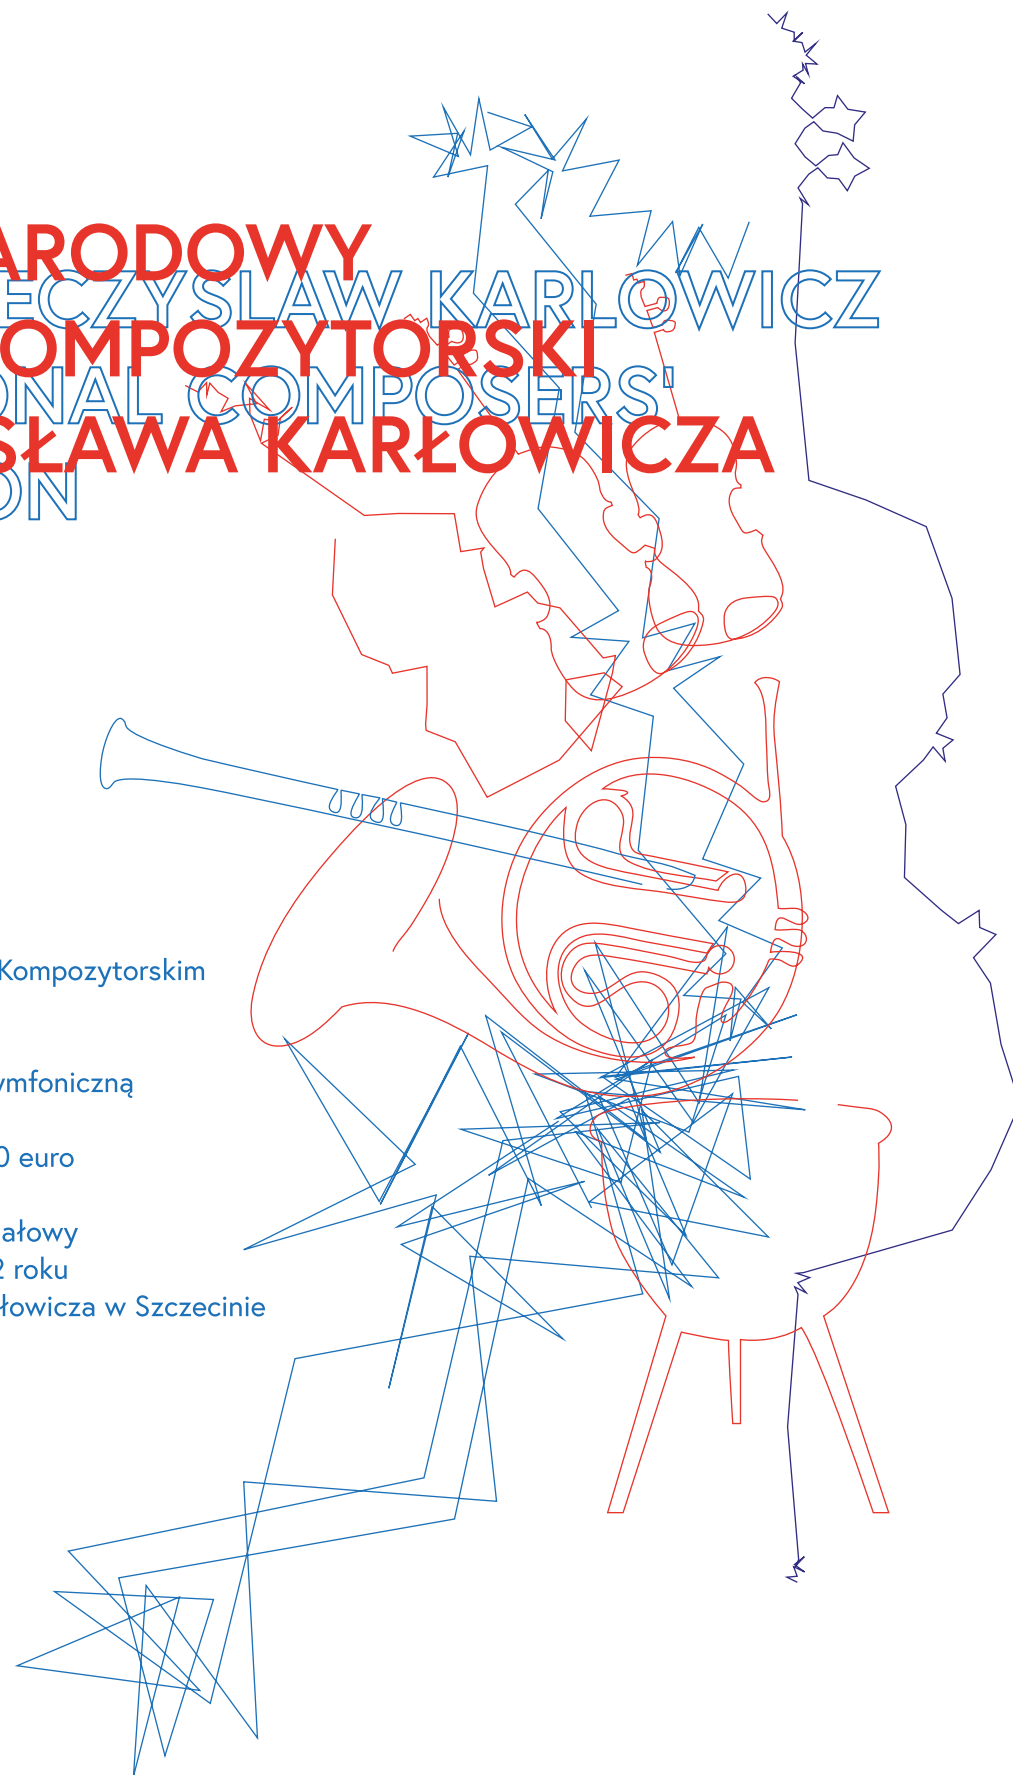 ARODOWY
ECZYSLAW KARLOWICZ
OMPOZYTORSKI
ONAL COMPOSERS'
SŁAWA KARŁOWICZA
ON
Kompozytorskim
ymfoniczną
0 euro
ałowy
2 roku
łowicza w Szczecinie